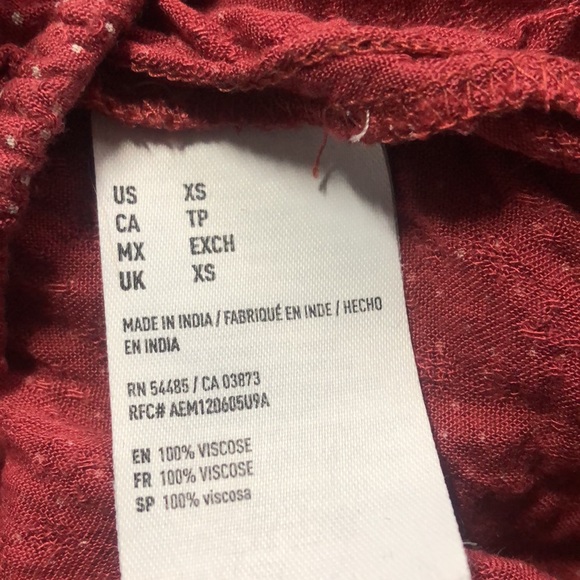 US XS
CA TP
MX EXCH
UK XS
MADE IN INDIA / FABRIQUÉ EN INDE / HECHO
EN INDIA
RN 54485 / CA 03873
RFC# AEM120605U9A
EN 100% VISCOSE
FR 100% VISCOSE
SP 100% viscosa